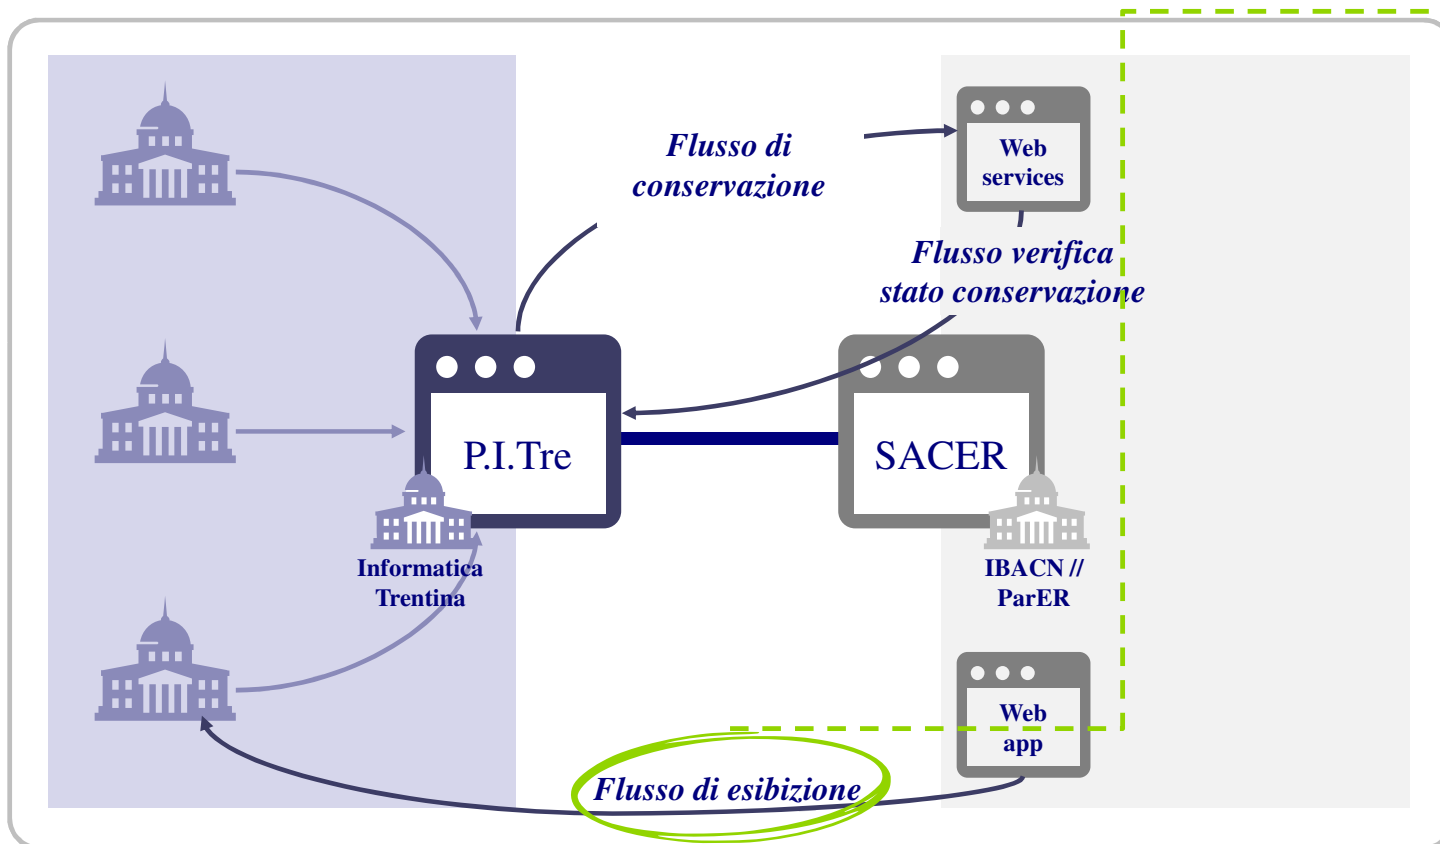 Flusso di
conservazione
Web
services
Flusso verifica
stato conservazione
P.I.Tre
SACER
Informatica
Trentina
IBACN //
ParER
Web
app
Flusso di esibizione